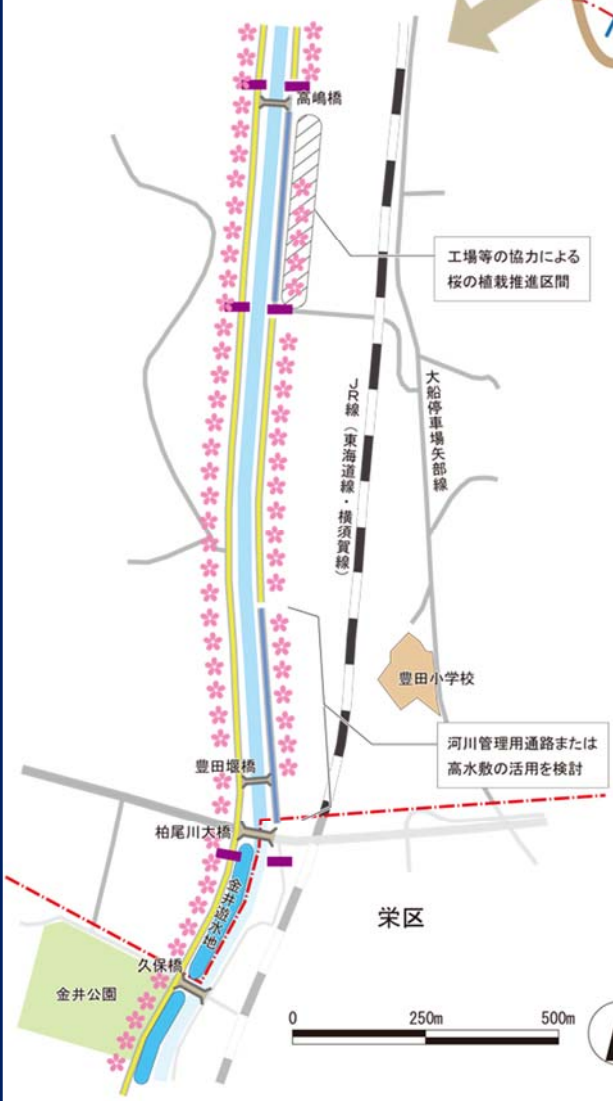 高嶋橋
工場等の協力による
桜の植栽推進区間
JR線（東海道線・横須賀線）
大船停車場矢部線
豊田小学校
河川管理用通路または
高水敷の活用を検討
豊田堰橋
柏尾川大橋
金井遊水地
栄区
久保橋
金井公園
0 250m 500m